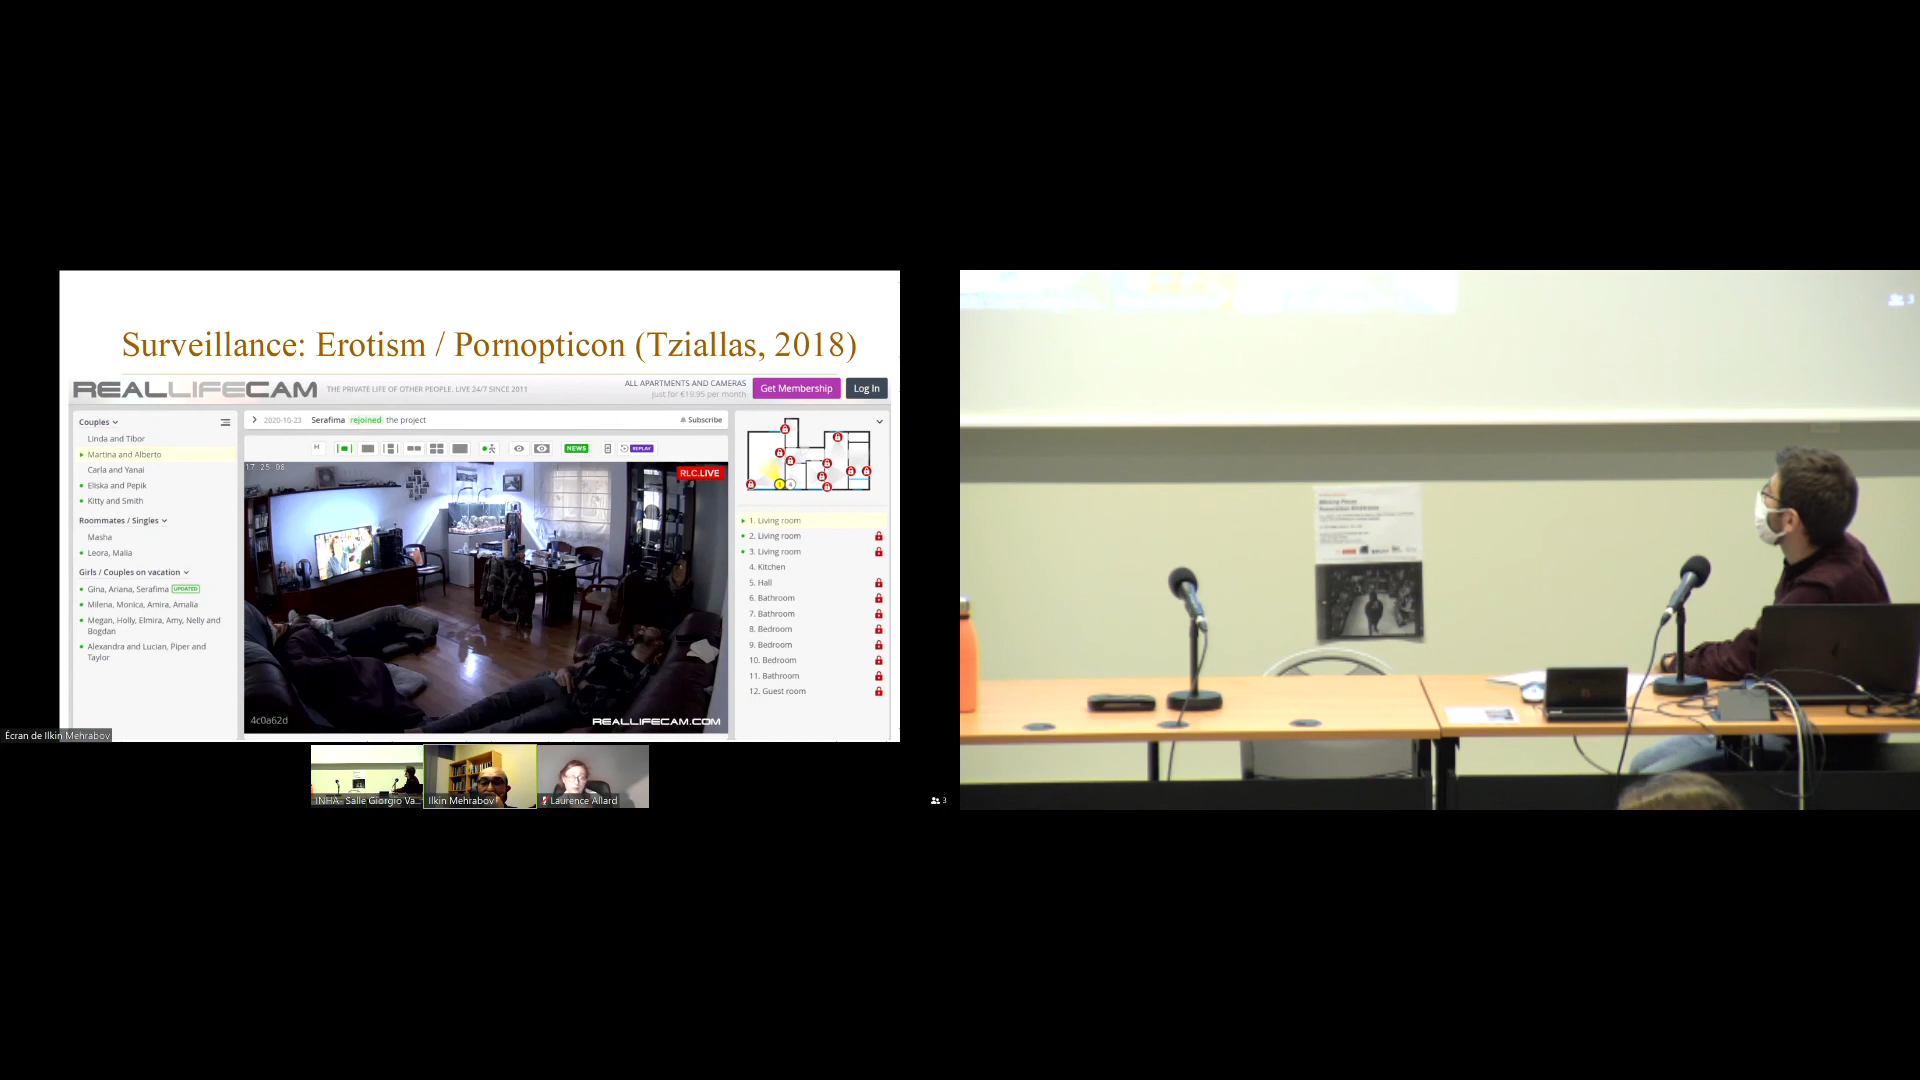 Surveillance: Erotism / Pornopticon (Tziallas, 2018)
REALLIFECAM
THE PRIVATE LIFE OF OTHER PEOPLE. LIVE 24/7 SINCE 2011
ALL APARTMENTS AND CAMERAS
just for €19.95 per month
Get Membership
Log In
Couples
Linda and Tibor
Martina and Alberto
Carla and Yanai
Eliska and Pepik
Kitty and Smith
Roommates / Singles
Masha
Leora, Malia
Girls / Couples on vacation
Gina, Ariana, Serafima UPDATED
Milena, Monica, Amira, Amalia
Megan, Holly, Elmira, Amy, Nelly and
Bogdan
Alexandra and Lucian, Piper and
Taylor
2020-10-23 Serafima rejoined the project
Subscribe
NEWS
REPLAY
17:25:08
RLC.LIVE
4c0a62d
REALLIFECAM.COM
1
4
1. Living room
2. Living room
3. Living room
4. Kitchen
5. Hall
6. Bathroom
7. Bathroom
8. Bedroom
9. Bedroom
10. Bedroom
11. Bathroom
12. Guest room
Écran de Ilkin Mehrabov
INHA- Salle Giorgio Va...
Ilkin Mehrabov
Laurence Allard
3
3